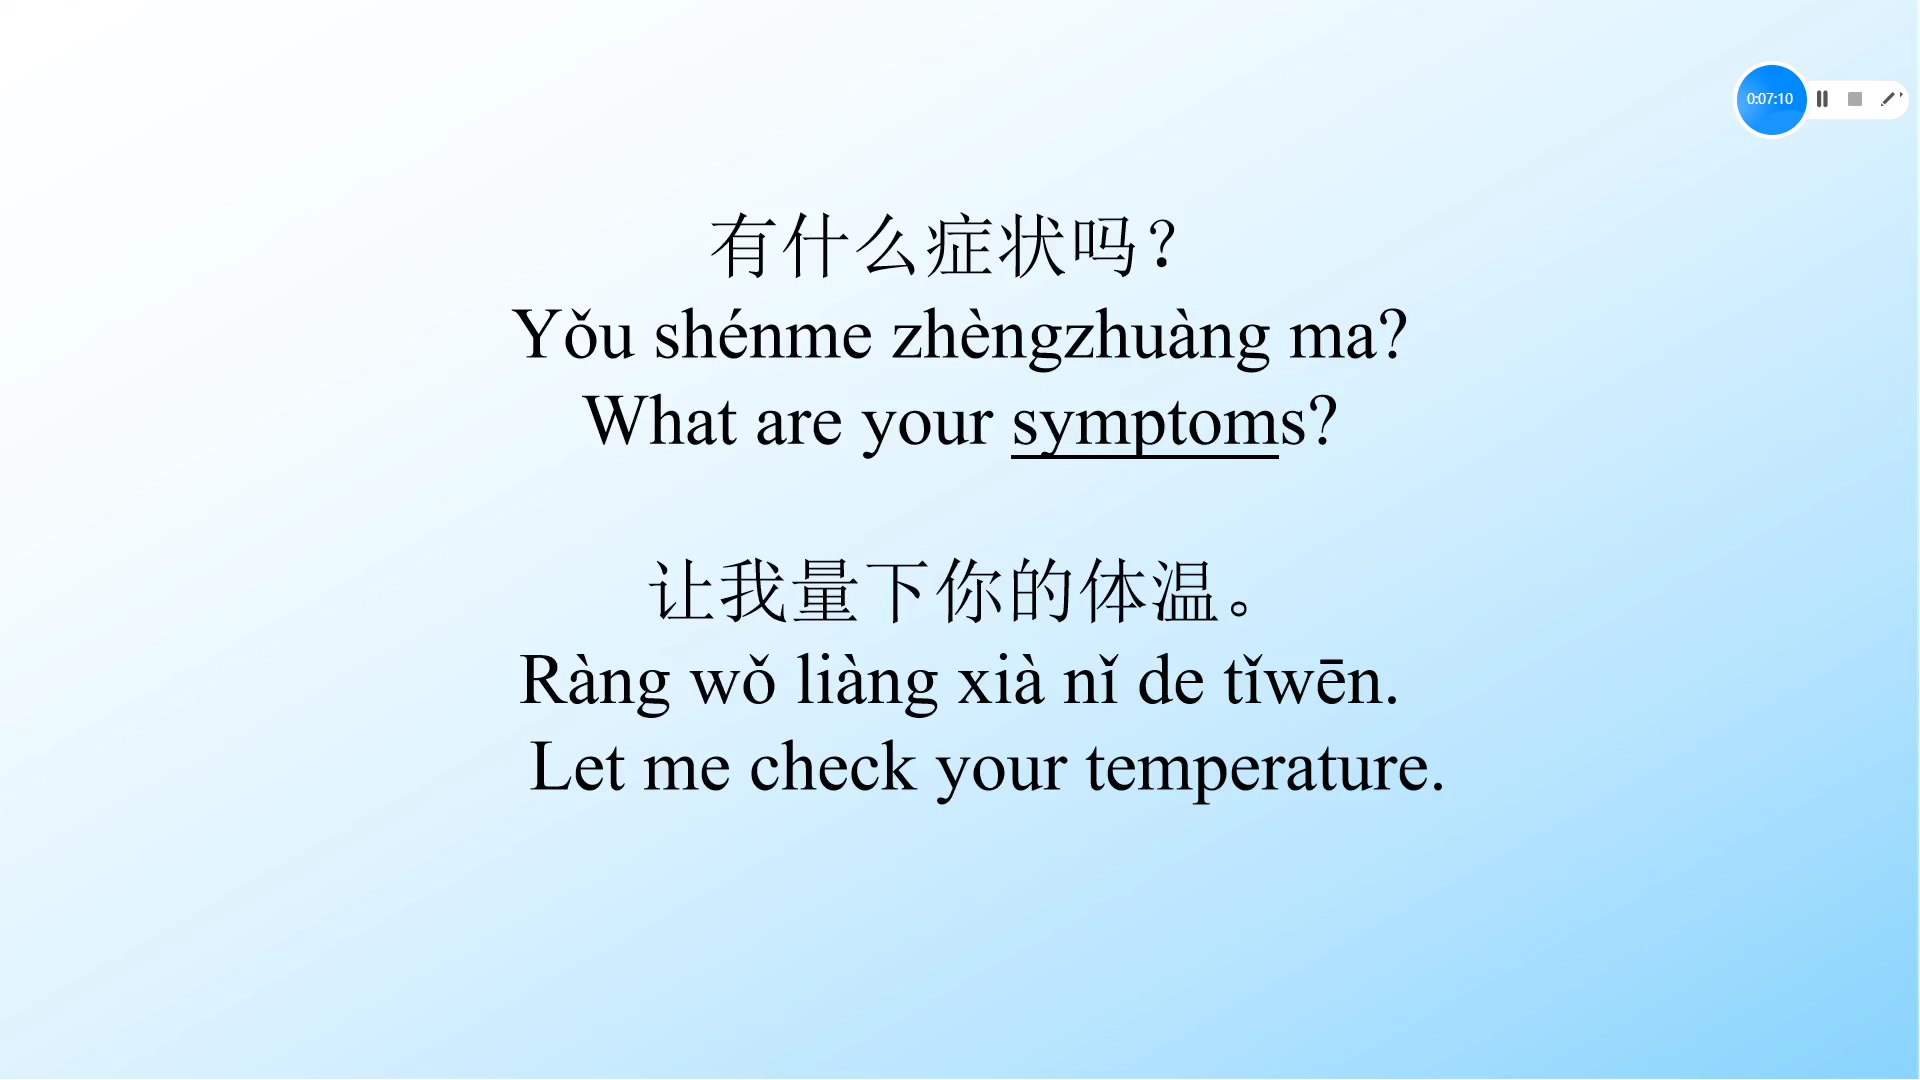 0:07:10
有什么症状吗？
Yǒu shénme zhèngzhuàng ma?
What are your symptoms?
让我量下你的体温。
Ràng wǒ liàng xià nǐ de tǐwēn.
Let me check your temperature.